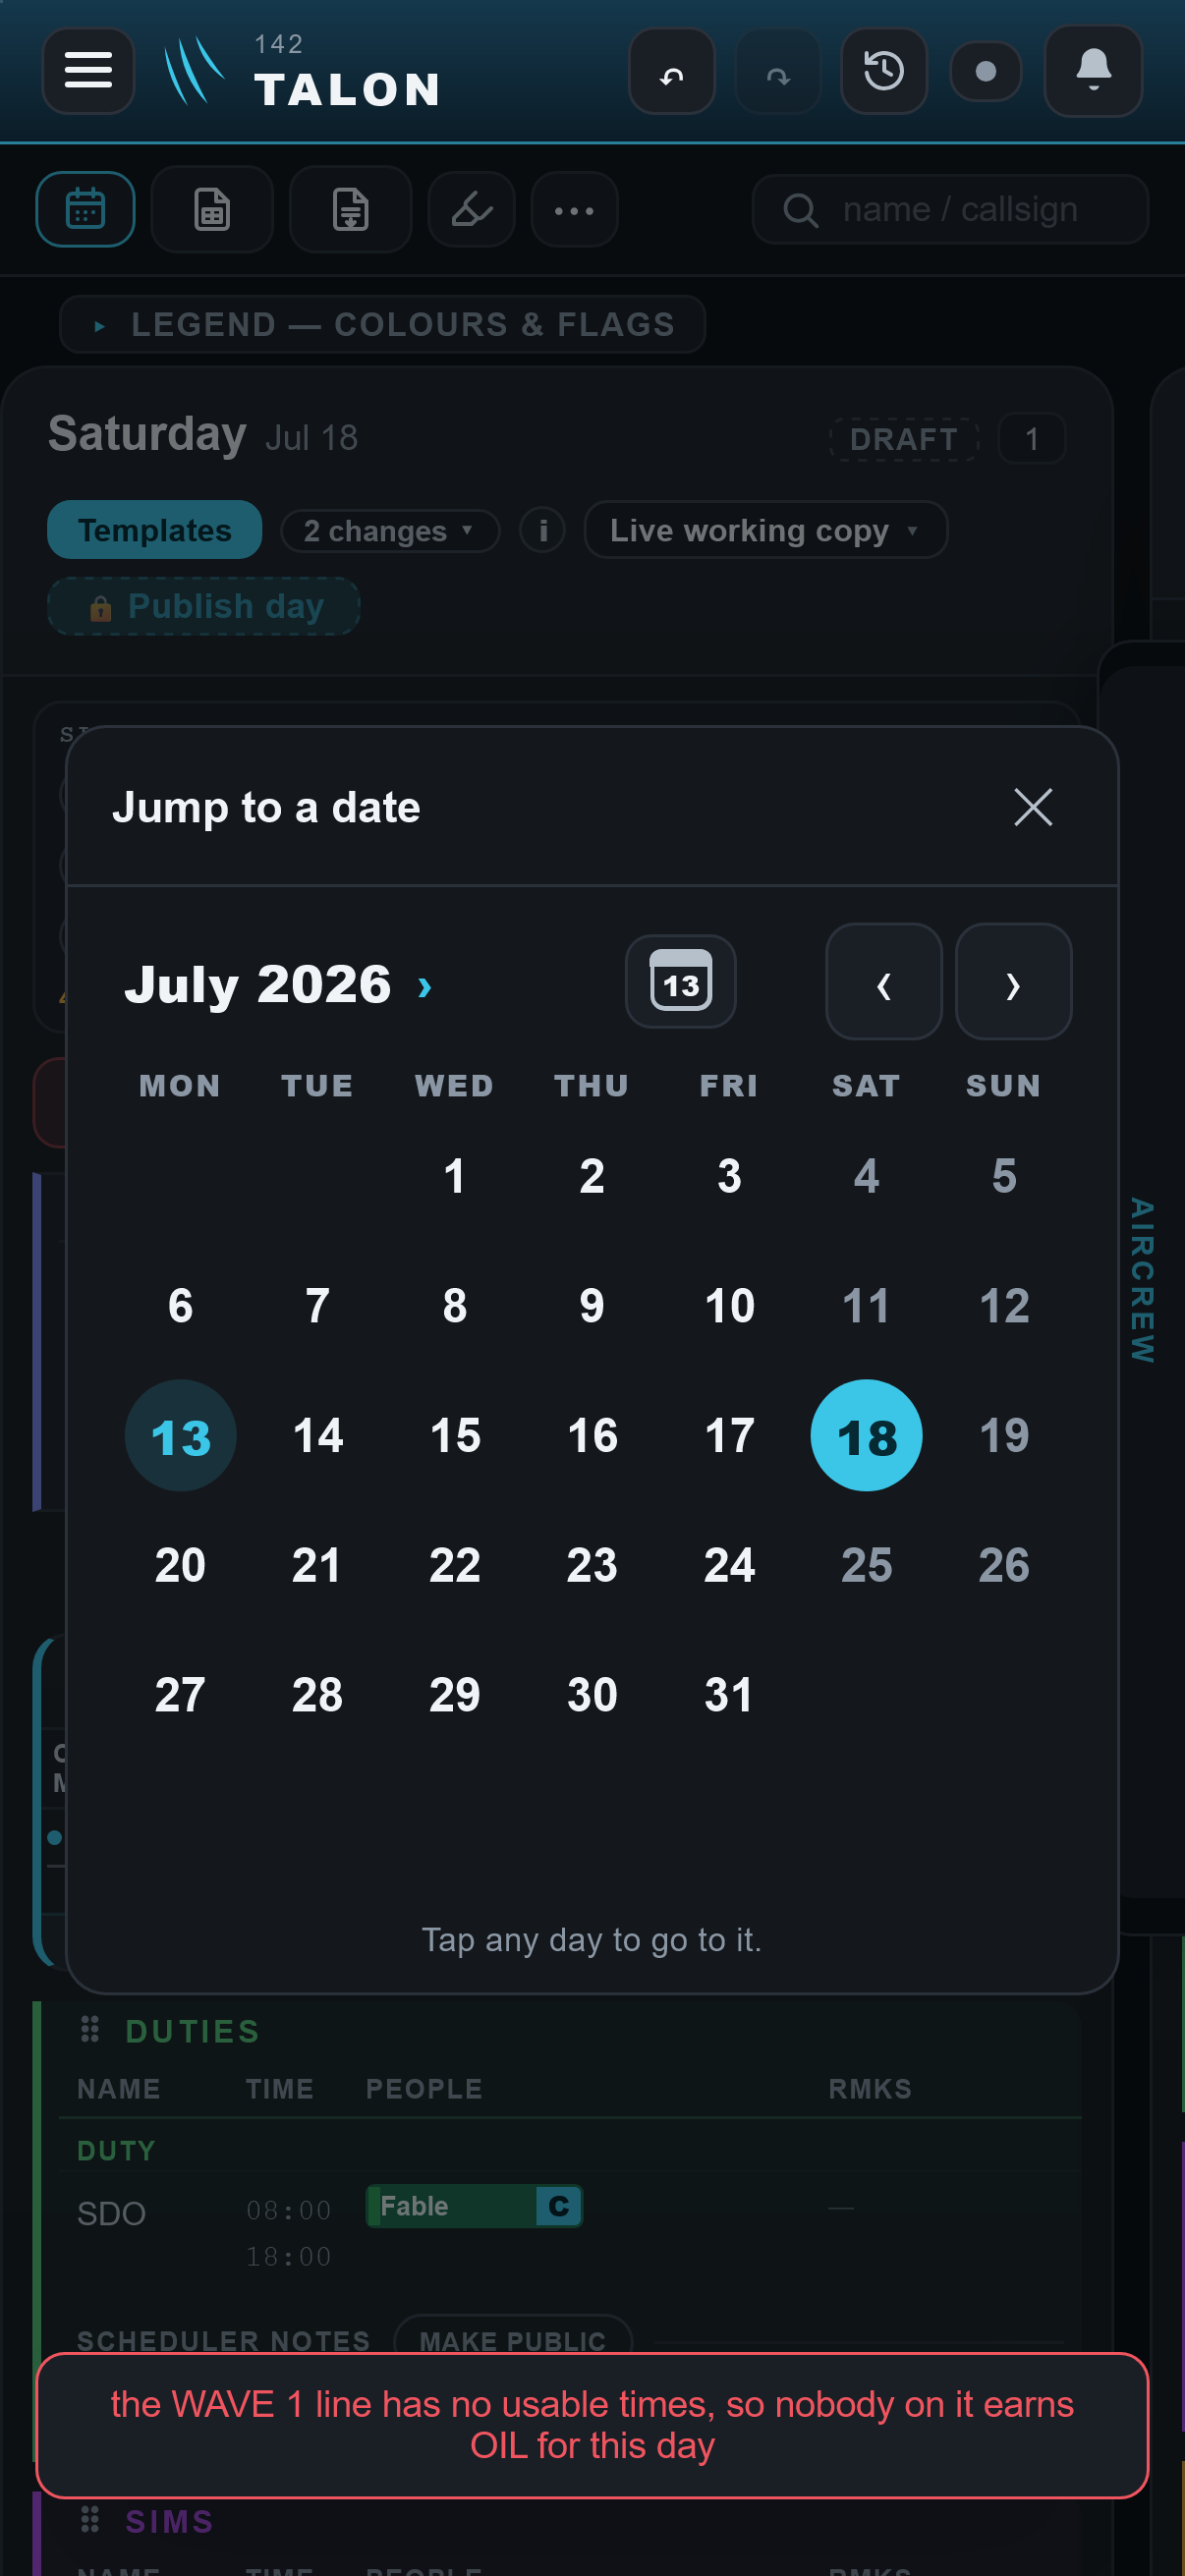 142
TALON
name / callsign
LEGEND — COLOURS & FLAGS
Saturday Jul 18
DRAFT 1
Templates 2 changes i Live working copy
Publish day
Jump to a date
July 2026 › 13 ‹ ›
MON TUE WED THU FRI SAT SUN
1 2 3 4 5
6 7 8 9 10 11 12
13 14 15 16 17 18 19
20 21 22 23 24 25 26
27 28 29 30 31
AIRCREW
Tap any day to go to it.
DUTIES
NAME TIME PEOPLE RMKS
DUTY
SDO 08:00 Fable C —
18:00
SCHEDULER NOTES MAKE PUBLIC
the WAVE 1 line has no usable times, so nobody on it earns
OIL for this day
SIMS
NAME TIME PEOPLE RMKS